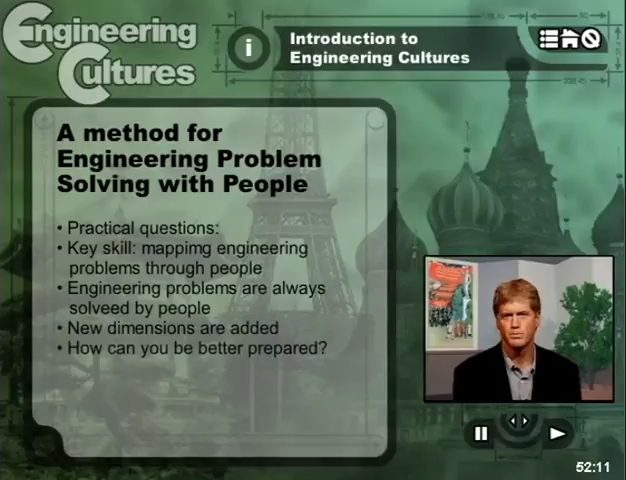 Engineering
Cultures
i
Introduction to
Engineering Cultures
A method for
Engineering Problem
Solving with People
• Practical questions:
• Key skill: mappimg engineering
problems through people
• Engineering problems are always
solveed by people
• New dimensions are added
• How can you be better prepared?
52:11